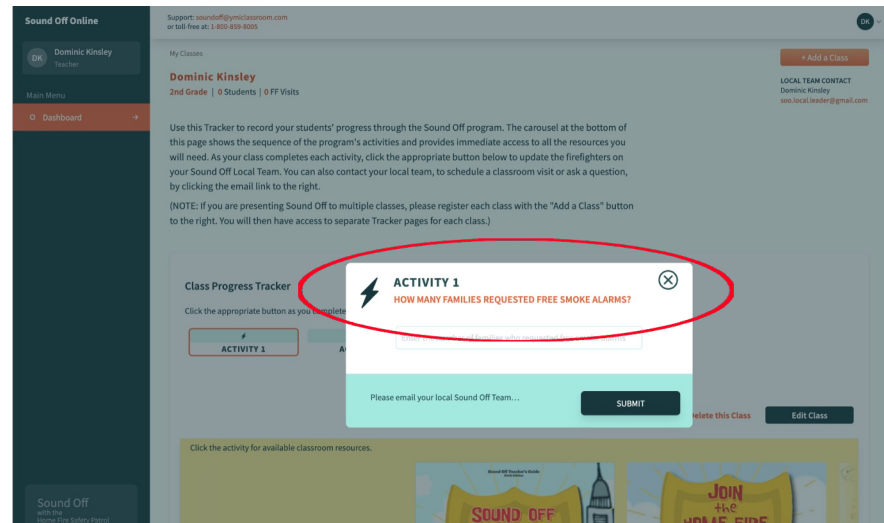 Sound Off Online
Support: soundoff@ymiclassroom.com
or toll-free at: 1-800-859-8005
DK
DK
Dominic Kinsley
Teacher
Main Menu
Dashboard
My Classes
+ Add a Class
Dominic Kinsley
2nd Grade | 0 Students | 0 FF Visits
LOCAL TEAM CONTACT
Dominic Kinsley
soo.local.leader@gmail.com
Use this Tracker to record your students' progress through the Sound Off program. The carousel at the bottom of
this page shows the sequence of the program's activities and provides immediate access to all the resources you
will need. As your class completes each activity, click the appropriate button below to update the firefighters on
your Sound Off Local Team. You can also contact your local team, to schedule a classroom visit or ask a question,
by clicking the email link to the right.
(NOTE: If you are presenting Sound Off to multiple classes, please register each class with the "Add a Class" button
to the right. You will then have access to separate Tracker pages for each class.)
Class Progress Tracker
Click the appropriate button as you complete
ACTIVITY 1
ACTIVITY 1
HOW MANY FAMILIES REQUESTED FREE SMOKE ALARMS?
Please email your local Sound Off Team…
SUBMIT
Delete this Class
Edit Class
Click the activity for available classroom resources.
Sound Off Teacher's Guide
SOUND OFF
JOIN
the
HOME FIRE
Sound Off
with the
Home Fire Safety Patrol